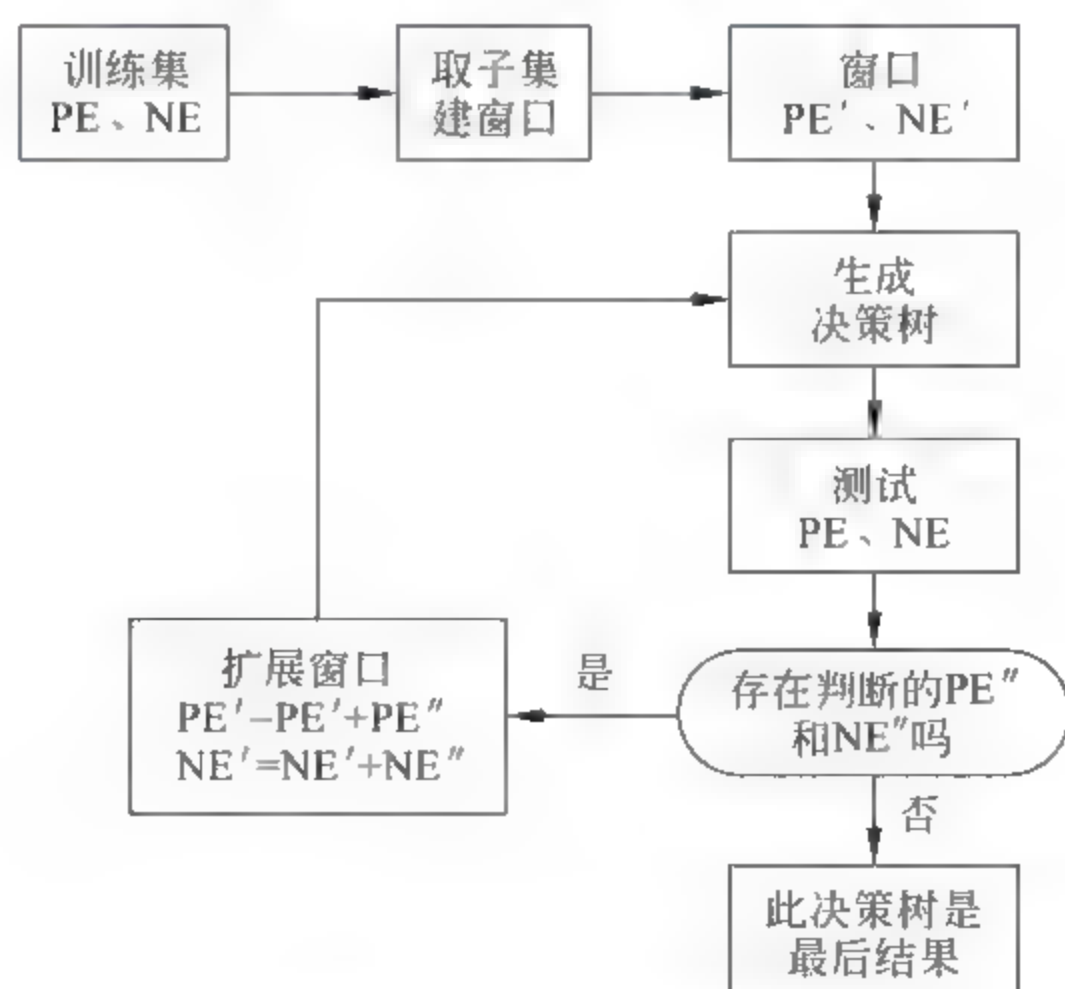 训练集
PE、NE
取子集
建窗口
窗口
PE′、NE′
生成
决策树
测试
PE、NE
存在判断的PE″
和NE″吗
是
扩展窗口
PE′-PE′+PE″
NE′=NE′+NE″
否
此决策树是
最后结果